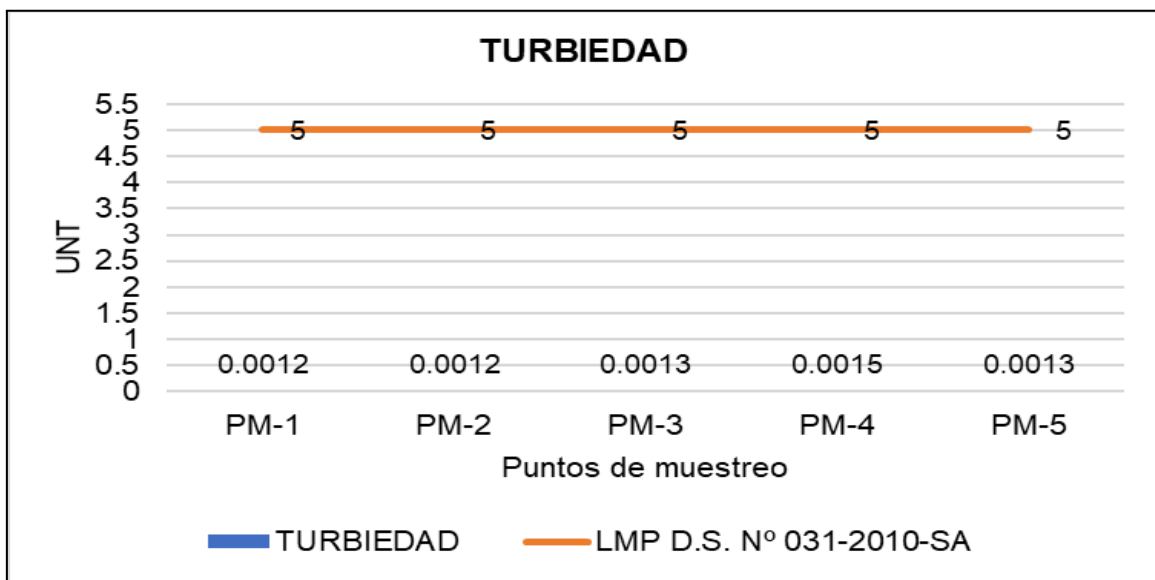 TURBIEDAD
UNT
5.5
5
4.5
4
3.5
3
2.5
2
1.5
1
0.5
0
5 5 5 5 5
0.0012 0.0012 0.0013 0.0015 0.0013
PM-1 PM-2 PM-3 PM-4 PM-5
Puntos de muestreo
TURBIEDAD LMP D.S. Nº 031-2010-SA